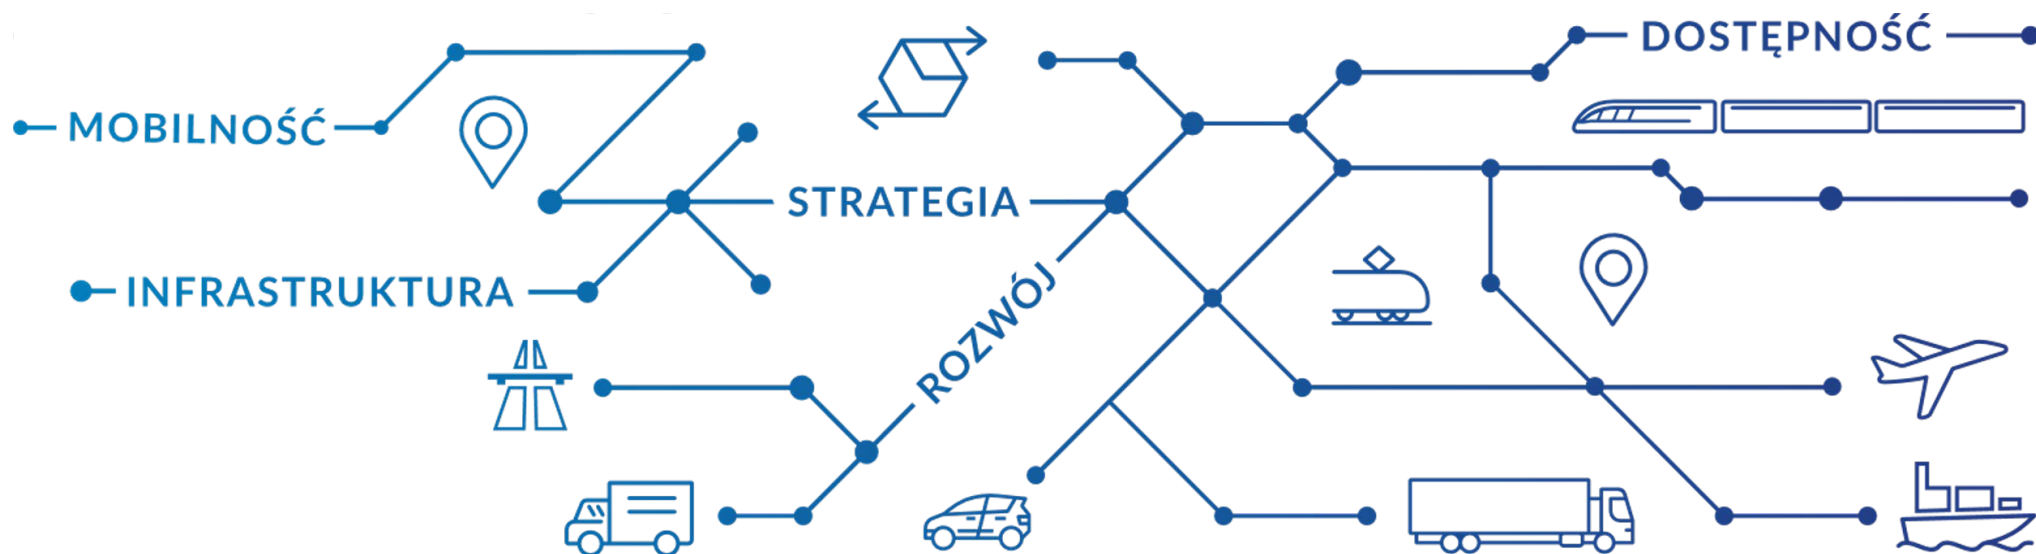 MOBILNOŚĆ
DOSTĘPNOŚĆ
STRATEGIA
INFRASTRUKTURA
ROZWÓJ